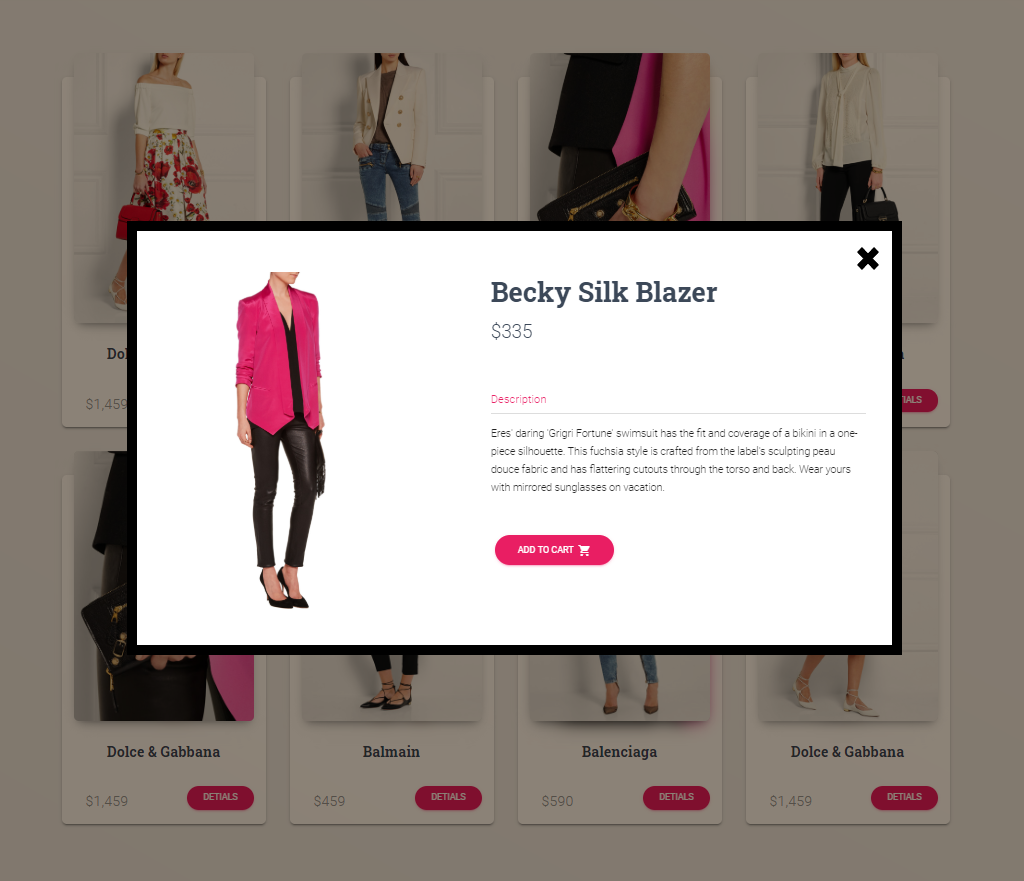 Becky Silk Blazer
$335
Description
Eres' daring 'Grigri Fortune' swimsuit has the fit and coverage of a bikini in a one-
piece silhouette. This fuchsia style is crafted from the label's sculpting peau
douce fabric and has flattering cutouts through the torso and back. Wear yours
with mirrored sunglasses on vacation.
ADD TO CART
$1,459
Dolce & Gabbana
Balmain
Balenciaga
Dolce & Gabbana
$1,459
DETIALS
$459
DETIALS
$590
DETIALS
$1,459
DETIALS